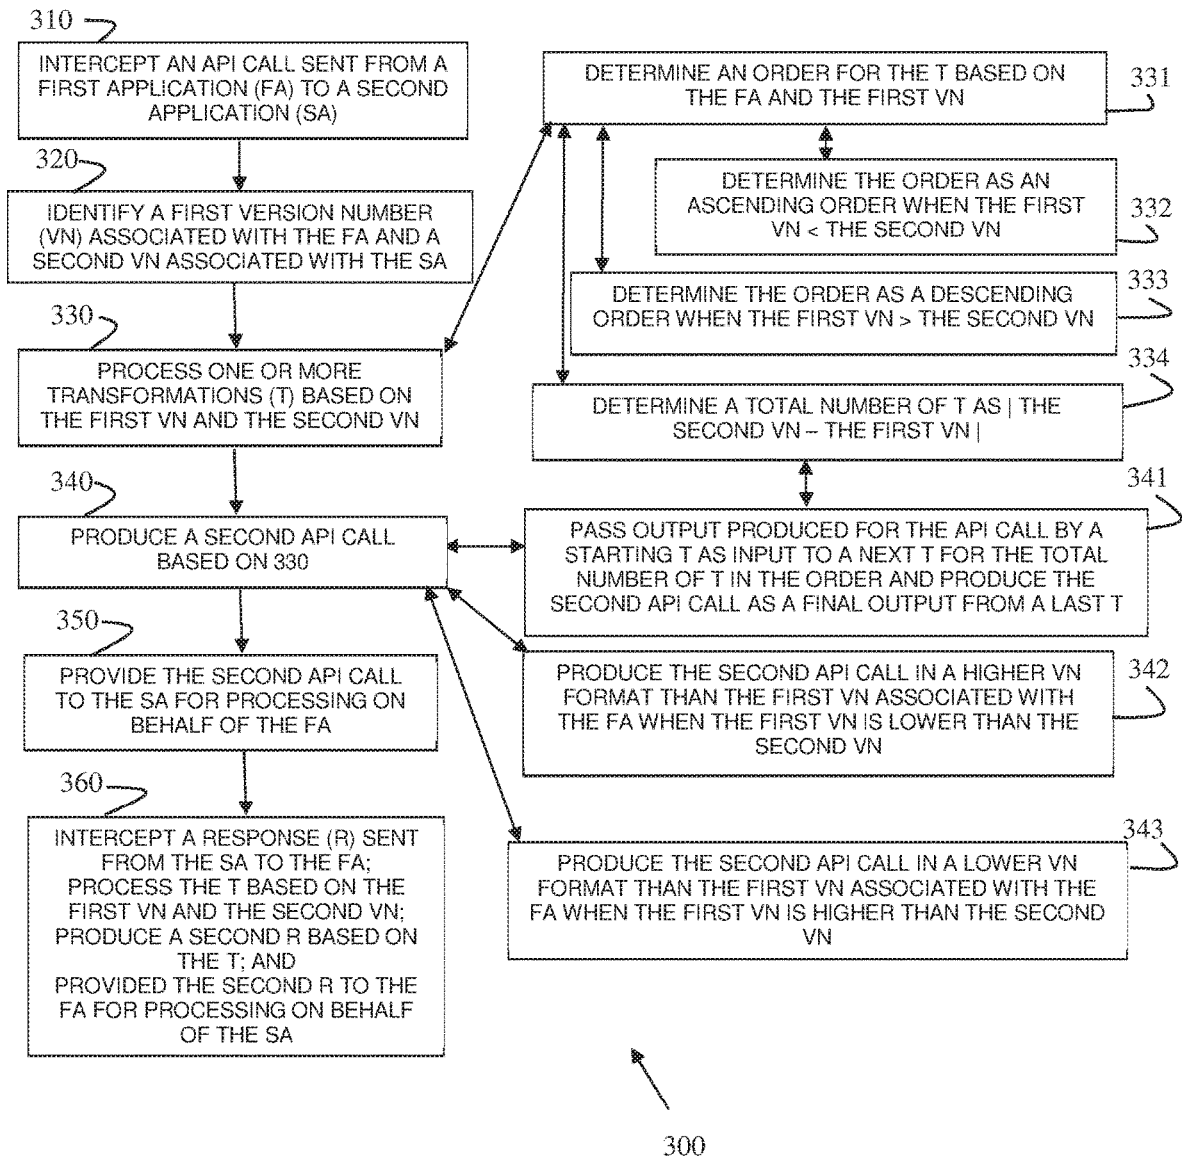 310
INTERCEPT AN API CALL SENT FROM A
FIRST APPLICATION (FA) TO A SECOND
APPLICATION (SA)
320
IDENTIFY A FIRST VERSION NUMBER
(VN) ASSOCIATED WITH THE FA AND A
SECOND VN ASSOCIATED WITH THE SA
330
PROCESS ONE OR MORE
TRANSFORMATIONS (T) BASED ON
THE FIRST VN AND THE SECOND VN
340
PRODUCE A SECOND API CALL
BASED ON 330
350
PROVIDE THE SECOND API CALL
TO THE SA FOR PROCESSING ON
BEHALF OF THE FA
360
INTERCEPT A RESPONSE (R) SENT
FROM THE SA TO THE FA;
PROCESS THE T BASED ON THE
FIRST VN AND THE SECOND VN;
PRODUCE A SECOND R BASED ON
THE T; AND
PROVIDED THE SECOND R TO THE
FA FOR PROCESSING ON BEHALF
OF THE SA
DETERMINE AN ORDER FOR THE T BASED ON
THE FA AND THE FIRST VN
331
DETERMINE THE ORDER AS AN
ASCENDING ORDER WHEN THE FIRST
VN < THE SECOND VN
332
DETERMINE THE ORDER AS A DESCENDING
ORDER WHEN THE FIRST VN > THE SECOND VN
333
334
DETERMINE A TOTAL NUMBER OF T AS | THE
SECOND VN – THE FIRST VN |
341
PASS OUTPUT PRODUCED FOR THE API CALL BY A
STARTING T AS INPUT TO A NEXT T FOR THE TOTAL
NUMBER OF T IN THE ORDER AND PRODUCE THE
SECOND API CALL AS A FINAL OUTPUT FROM A LAST T
342
PRODUCE THE SECOND API CALL IN A HIGHER VN
FORMAT THAN THE FIRST VN ASSOCIATED WITH
THE FA WHEN THE FIRST VN IS LOWER THAN THE
SECOND VN
343
PRODUCE THE SECOND API CALL IN A LOWER VN
FORMAT THAN THE FIRST VN ASSOCIATED WITH THE
FA WHEN THE FIRST VN IS HIGHER THAN THE SECOND
VN
300